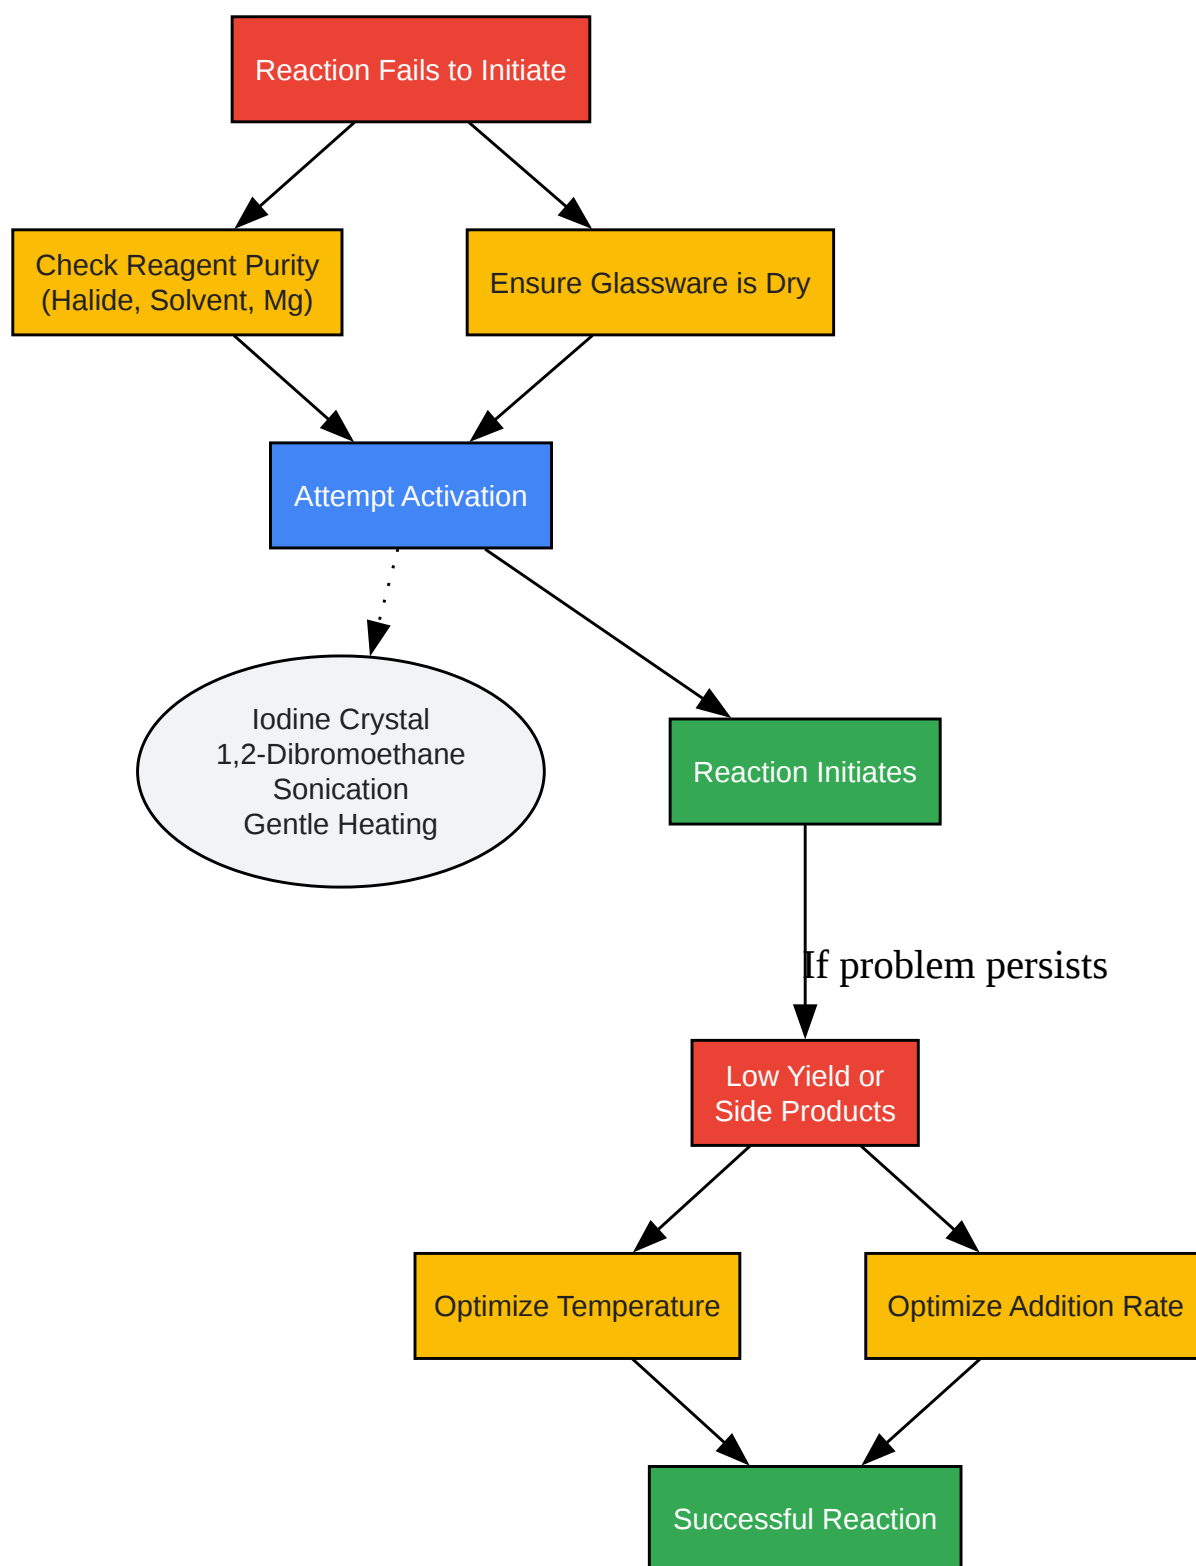 Reaction Fails to Initiate
Check Reagent Purity
(Halide, Solvent, Mg)
Ensure Glassware is Dry
Attempt Activation
Iodine Crystal
1,2-Dibromoethane
Sonication
Gentle Heating
Reaction Initiates
If problem persists
Low Yield or
Side Products
Optimize Temperature
Optimize Addition Rate
Successful Reaction